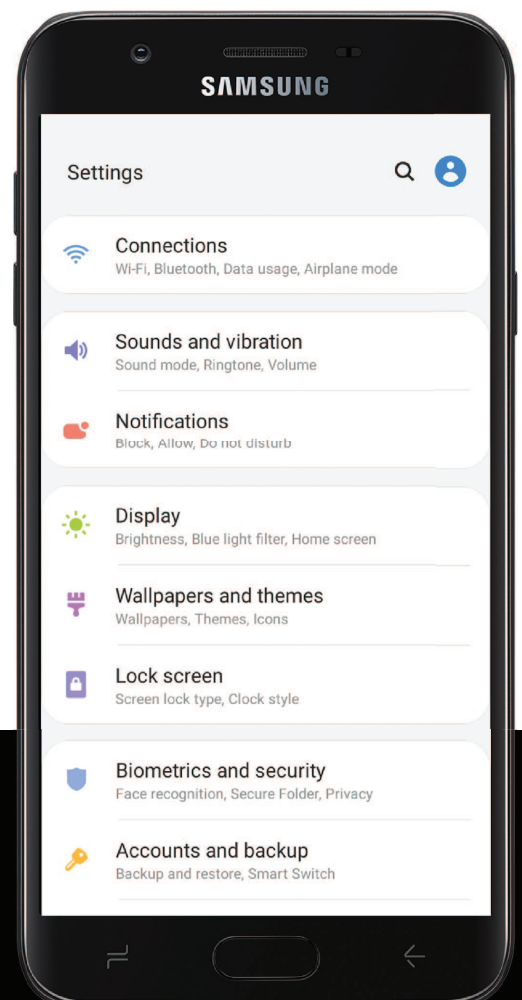 SAMSUNG
Settings
Connections
Wi-Fi, Bluetooth, Data usage, Airplane mode
Sounds and vibration
Sound mode, Ringtone, Volume
Notifications
Block, Allow, Do not disturb
Display
Brightness, Blue light filter, Home screen
Wallpapers and themes
Wallpapers, Themes, Icons
Lock screen
Screen lock type, Clock style
Biometrics and security
Face recognition, Secure Folder, Privacy
Accounts and backup
Backup and restore, Smart Switch